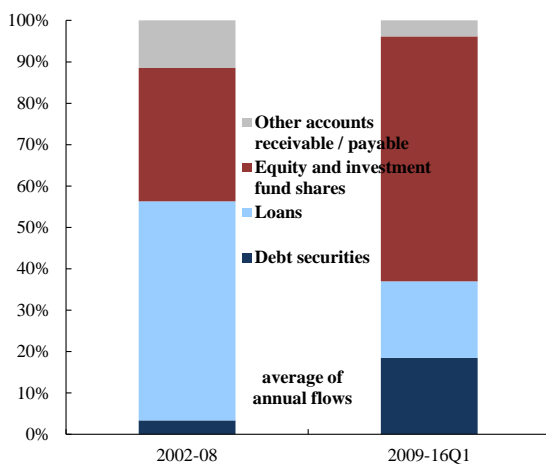 100%
90%
80%
70%
60%
50%
40%
30%
20%
10%
0%
Other accounts
receivable / payable
Equity and investment
fund shares
Loans
Debt securities
average of
annual flows
2002-08
2009-16Q1